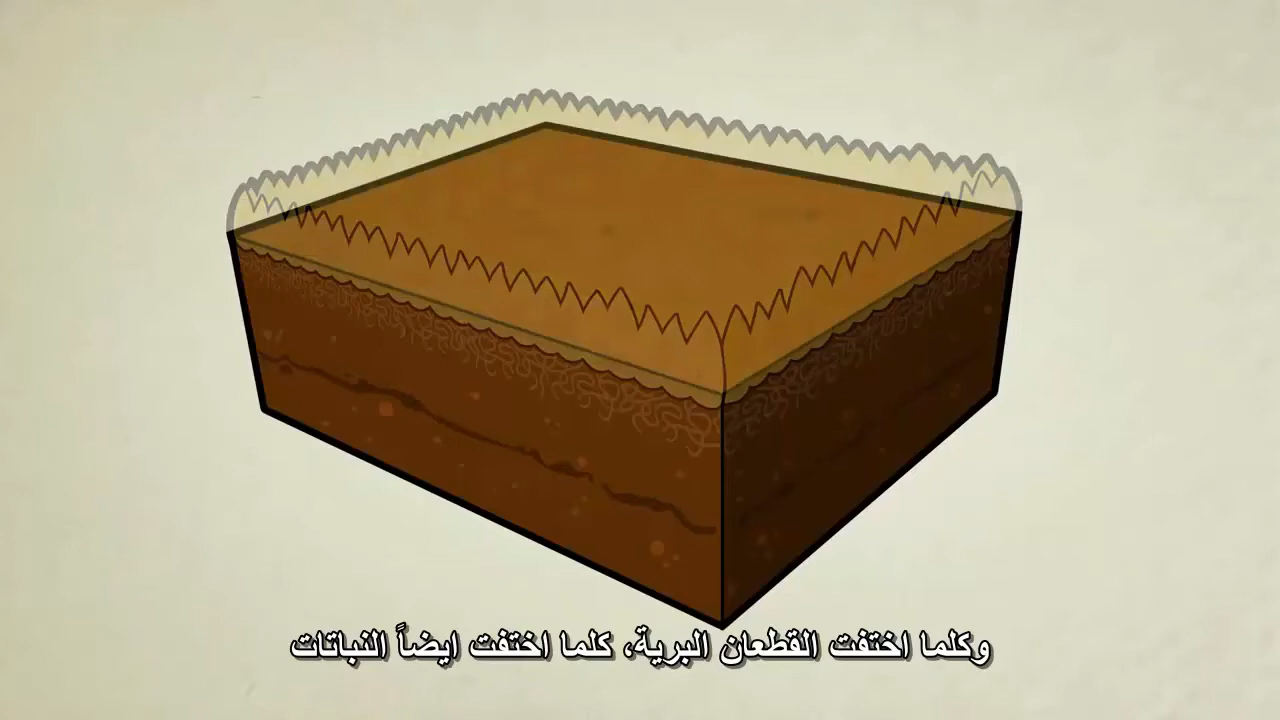 وكلما اختفت القطعان البرية، كلما اختفت ايضاً النباتات